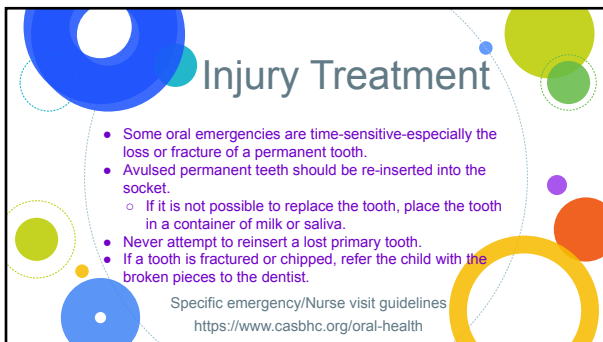 Injury Treatment
● Some oral emergencies are time-sensitive-especially the
loss or fracture of a permanent tooth.
● Avulsed permanent teeth should be re-inserted into the
socket.
○ If it is not possible to replace the tooth, place the tooth
in a container of milk or saliva.
● Never attempt to reinsert a lost primary tooth.
● If a tooth is fractured or chipped, refer the child with the
broken pieces to the dentist.
Specific emergency/Nurse visit guidelines
https://www.casbhc.org/oral-health